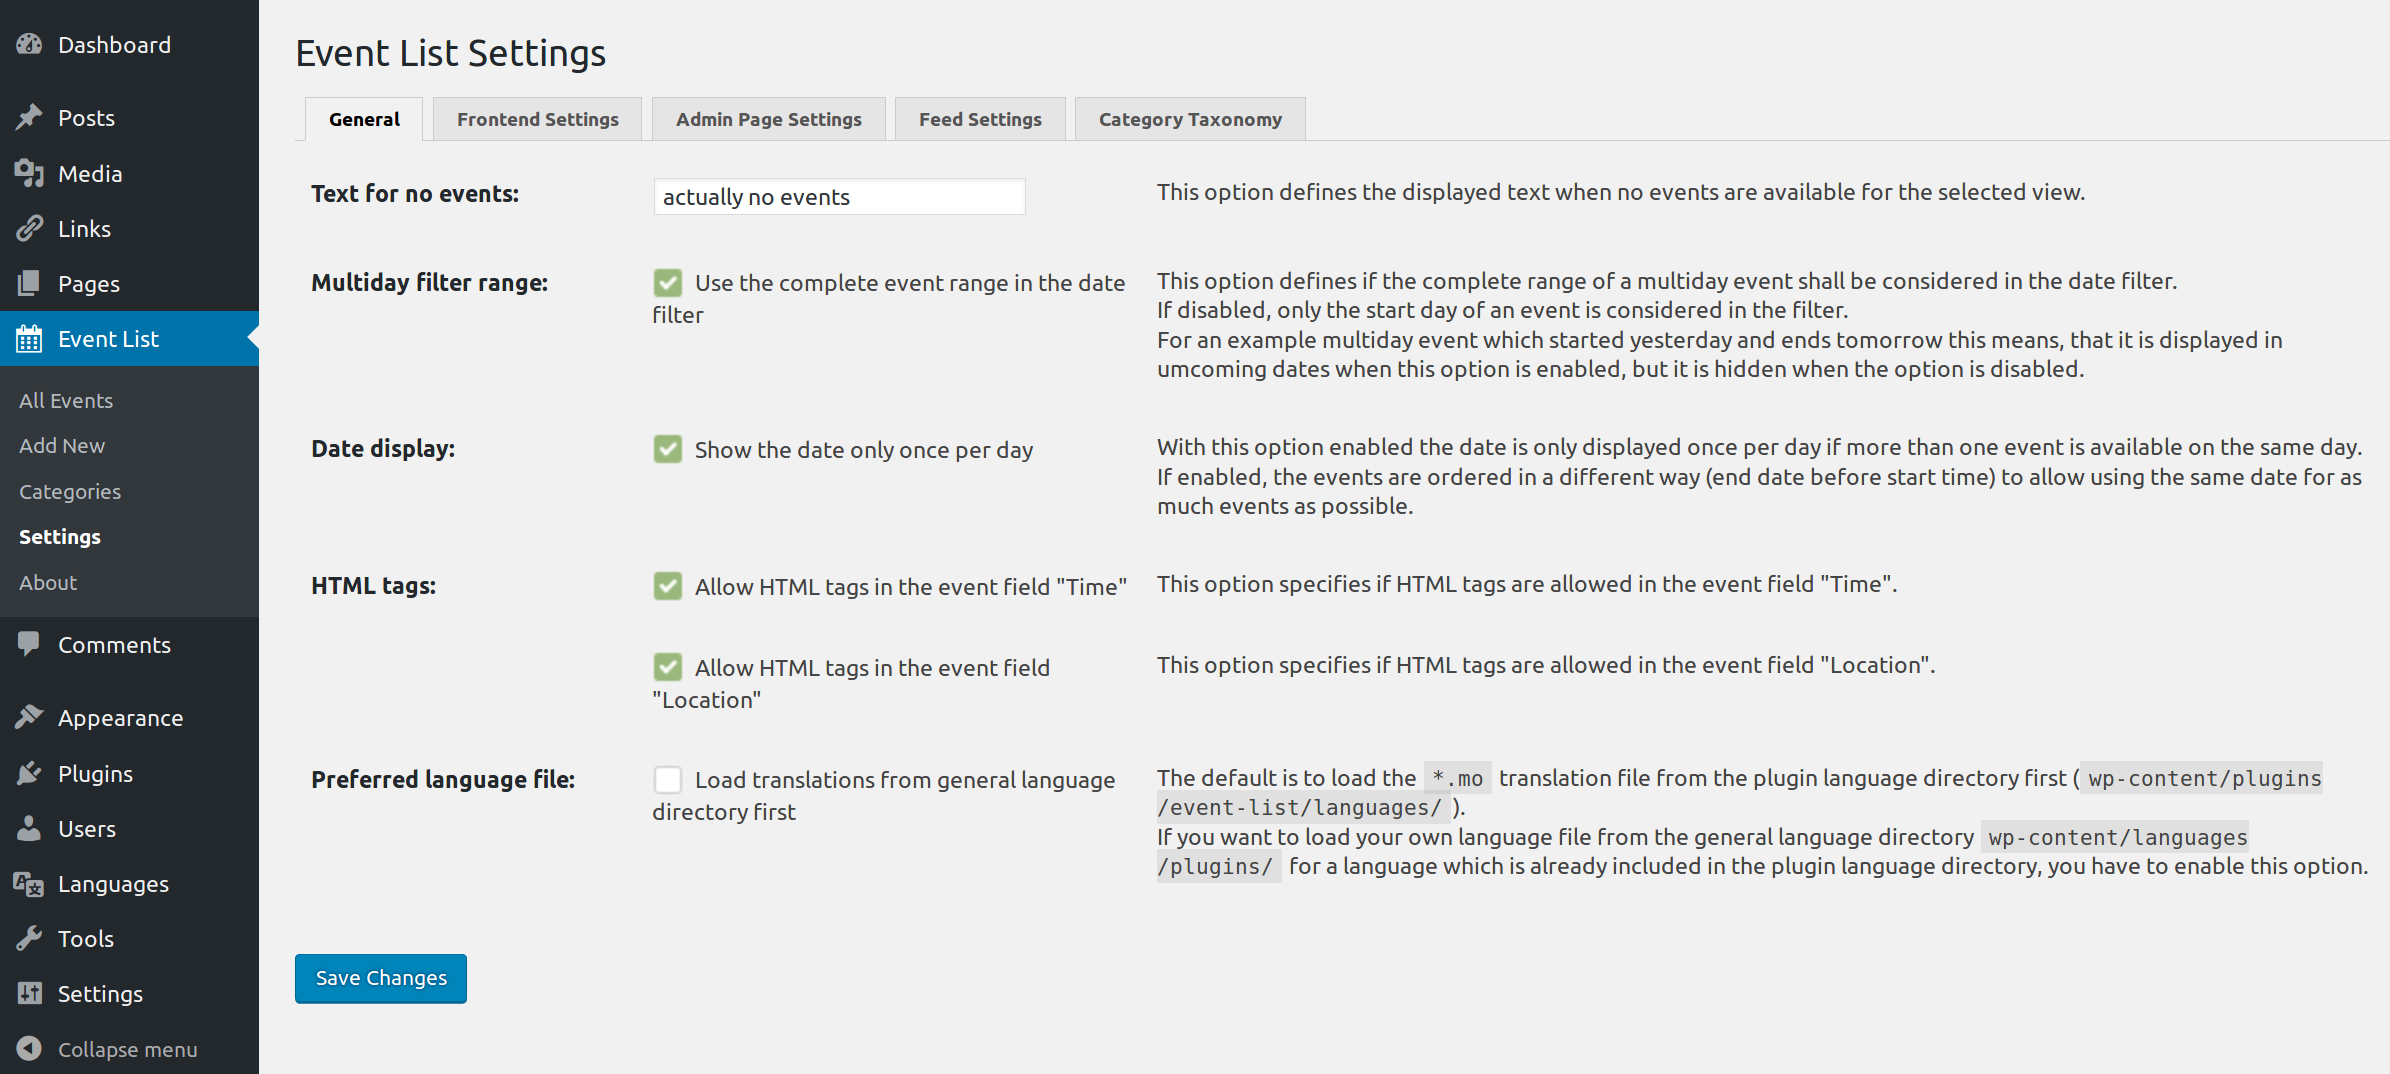 Dashboard
Posts
Media
Links
Pages
Event List
All Events
Add New
Categories
Settings
About
Comments
Appearance
Plugins
Users
Languages
Tools
Settings
Collapse menu
Event List Settings
General
Frontend Settings
Admin Page Settings
Feed Settings
Category Taxonomy
Text for no events:
actually no events
This option defines the displayed text when no events are available for the selected view.
Multiday filter range:
Use the complete event range in the date
filter
This option defines if the complete range of a multiday event shall be considered in the date filter.
If disabled, only the start day of an event is considered in the filter.
For an example multiday event which started yesterday and ends tomorrow this means, that it is displayed in
umcoming dates when this option is enabled, but it is hidden when the option is disabled.
Date display:
Show the date only once per day
With this option enabled the date is only displayed once per day if more than one event is available on the same day.
If enabled, the events are ordered in a different way (end date before start time) to allow using the same date for as
much events as possible.
HTML tags:
Allow HTML tags in the event field "Time"
This option specifies if HTML tags are allowed in the event field "Time".
Allow HTML tags in the event field
"Location"
This option specifies if HTML tags are allowed in the event field "Location".
Preferred language file:
Load translations from general language
directory first
The default is to load the *.mo translation file from the plugin language directory first ( wp-content/plugins
/event-list/languages/ ).
If you want to load your own language file from the general language directory wp-content/languages
/plugins/ for a language which is already included in the plugin language directory, you have to enable this option.
Save Changes